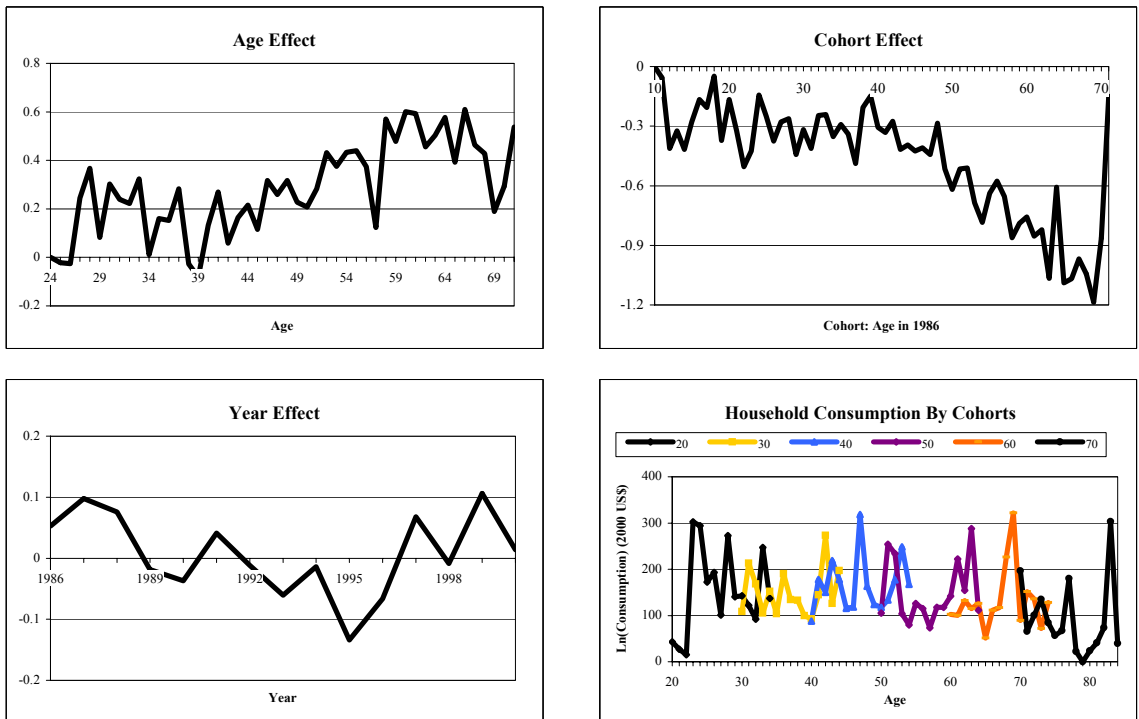 Age Effect
0.8
0.6
0.4
0.2
0
-0.2
24 29 34 39 44 49 54 59 64 69
Age
Cohort Effect
0
-0.3
-0.6
-0.9
-1.2
10 20 30 40 50 60 70
Cohort: Age in 1986
Year Effect
0.2
0.1
0
-0.1
-0.2
1986 1989 1992 1995 1998
Year
Household Consumption By Cohorts
20 30 40 50 60 70
Ln(Consumption) (2000 US$)
400
300
200
100
0
20 30 40 50 60 70 80
Age